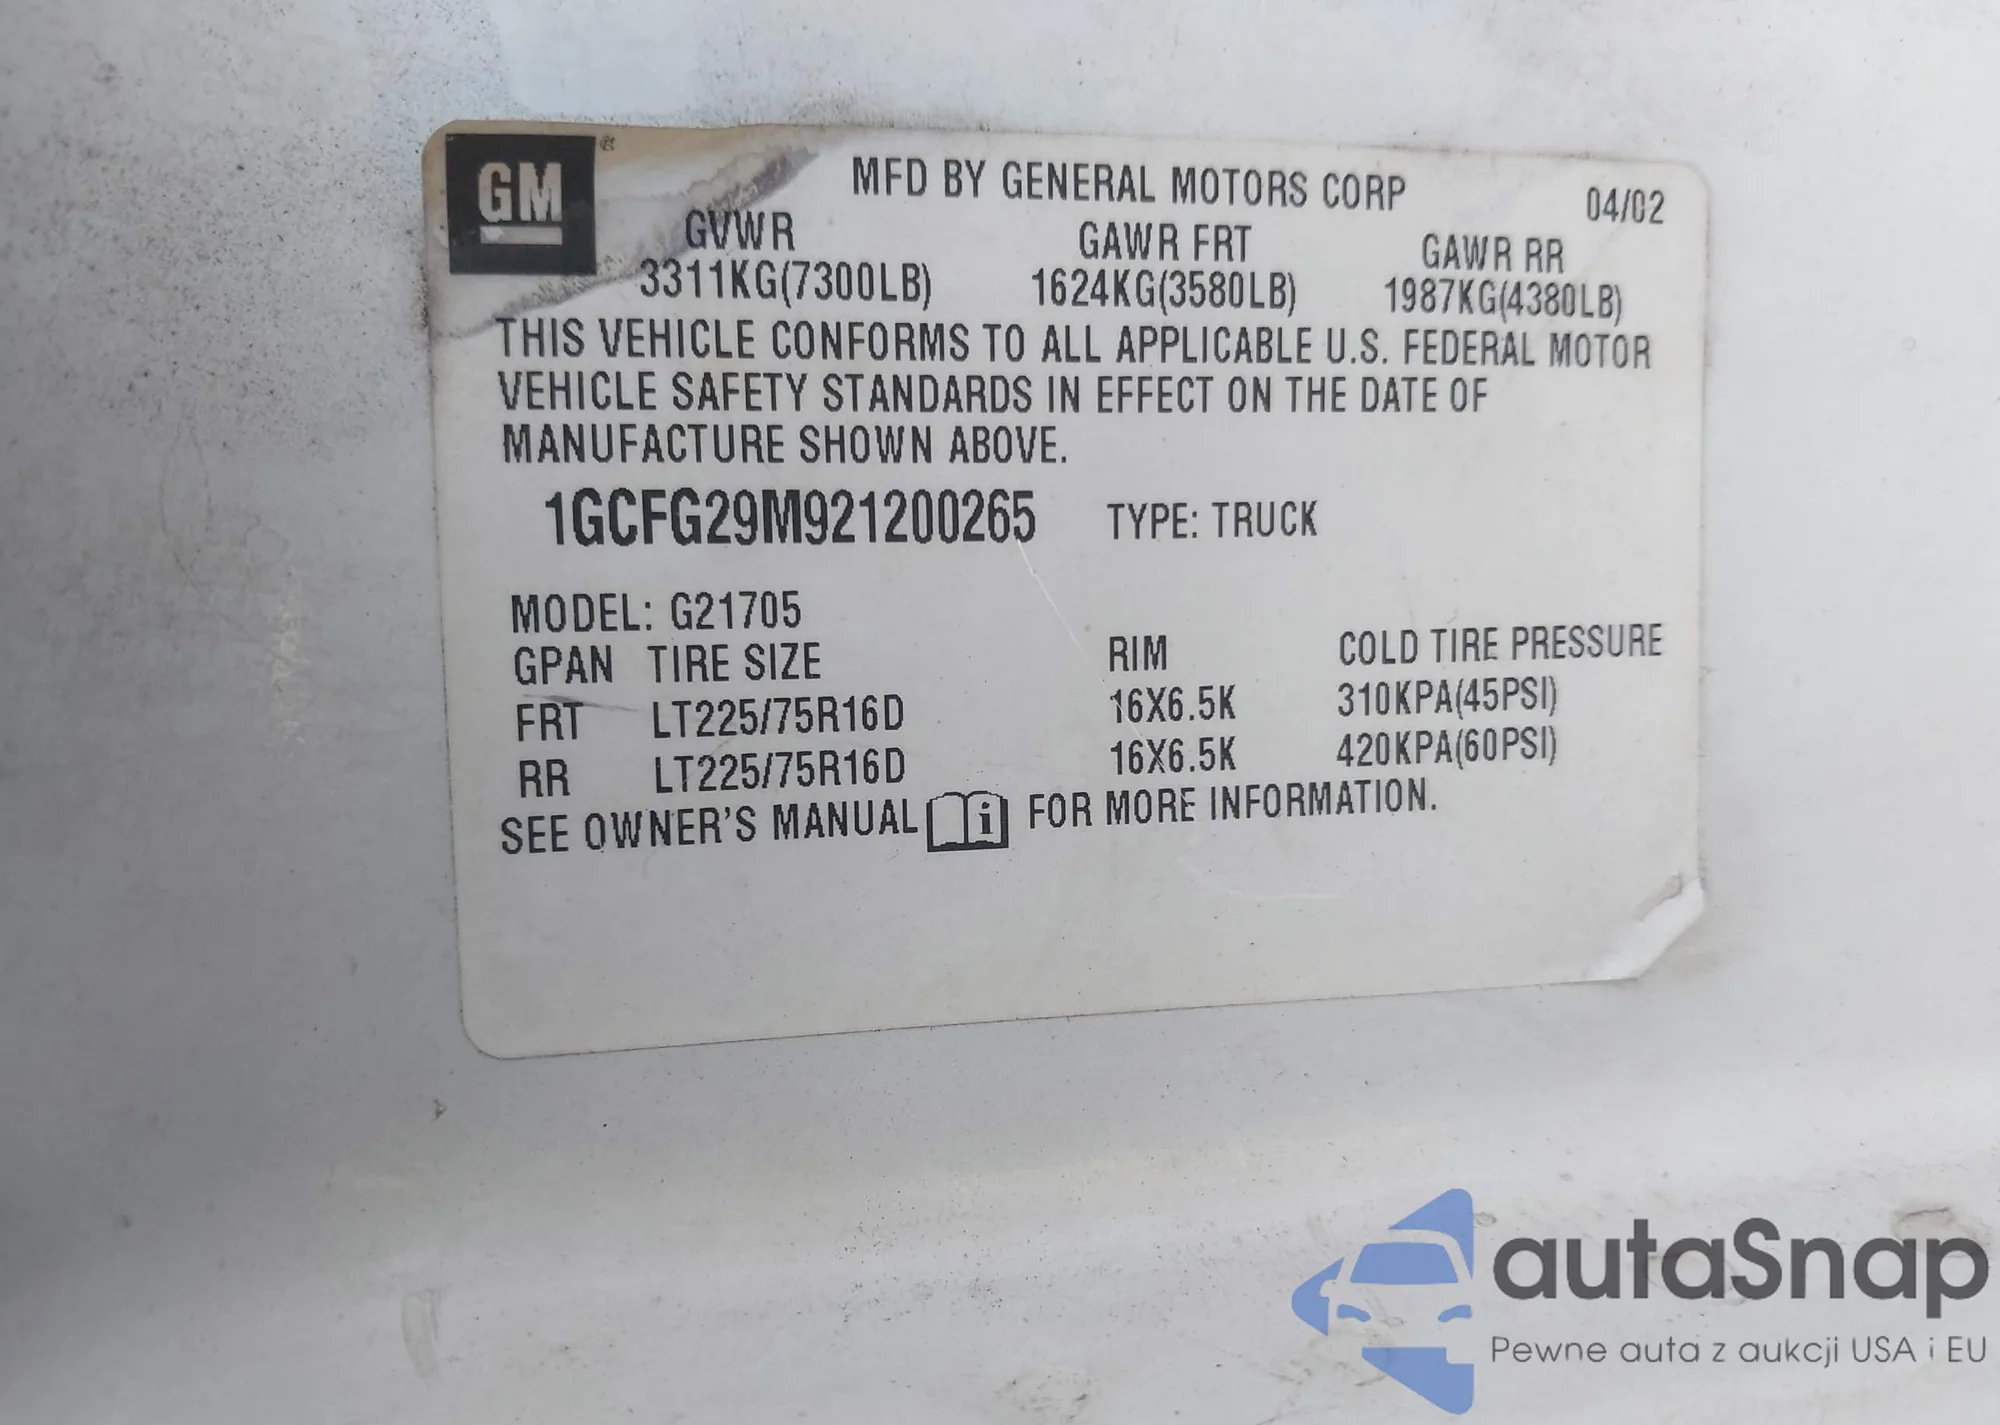 GM ®
MFD BY GENERAL MOTORS CORP 04/02
GVWR GAWR FRT GAWR RR
3311KG(7300LB) 1624KG(3580LB) 1987KG(4380LB)
THIS VEHICLE CONFORMS TO ALL APPLICABLE U.S. FEDERAL MOTOR
VEHICLE SAFETY STANDARDS IN EFFECT ON THE DATE OF
MANUFACTURE SHOWN ABOVE.
1GCFG29M921200265 TYPE: TRUCK
MODEL: G21705
GPAN TIRE SIZE RIM COLD TIRE PRESSURE
FRT LT225/75R16D 16X6.5K 310KPA(45PSI)
RR LT225/75R16D 16X6.5K 420KPA(60PSI)
SEE OWNER'S MANUAL i FOR MORE INFORMATION.
autaSnap
Pewne auta z aukcji USA i EU